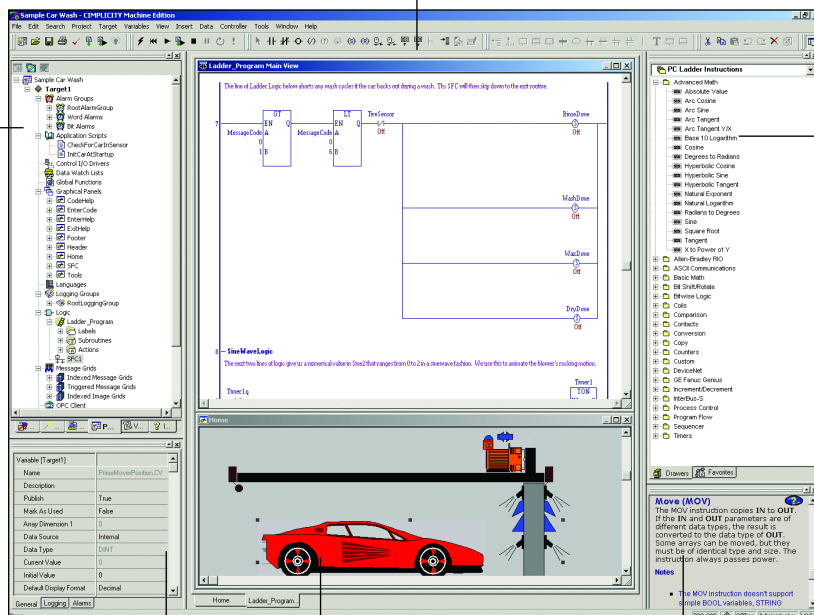 Sample Car Wash - CIMPLICITY Machine Edition
File Edit Search Project Target Variables View Insert Data Controller Tools Window Help
Sample Car Wash
Target1
Alarm Groups
RootAlarmGroup
Word Alarms
Bit Alarms
Application Scripts
CheckForCarInSensor
InitCarAtStartup
Control I/O Drivers
Data Watch Lists
Global Functions
Graphical Panels
CodeHelp
EnterCode
EnterHelp
ExitHelp
Footer
Header
Home
SFC
Tools
Languages
Logging Groups
RootLoggingGroup
Logic
Ladder_Program
Labels
Subroutines
Actions
SFC1
Message Grids
Indexed Message Grids
Triggered Message Grids
Indexed Image Grids
OPC Client
P...
V...
I...
Variable [Target1]
Name PrimeMoverPosition.CV
Description
Publish True
Mark As Used False
Array Dimension 1 0
Data Source Internal
Data Type DINT
Current Value 0
Initial Value 0
Default Display Format Decimal
General Logging Alarms
Ladder_Program Main View
The line of Ladder Logic below aborts any wash cycles if the car backs out during a wash. Ths SFC will then skip down to the exit routine.
7
GT
EN Q
MessageCode A
0
1 B
LT
EN Q
MessageCode A
0
6 B
TireSensor
Off
RinseDone
S
Off
WashDone
S
Off
WaxDone
S
Off
DryDone
S
Off
8
SineWaveLogic
The next two lines of logic give us a numerical value in Sine2 that ranges from 0 to 2 in a sinewave fashion. We use this to animate the blower's rocking motion.
Timer1.q
Timer1
TON
Home
Home Ladder_Program...
PC Ladder Instructions
Advanced Math
Absolute Value
Arc Cosine
Arc Sine
Arc Tangent
Arc Tangent Y/X
Base 10 Logarithm
Cosine
Degrees to Radians
Hyperbolic Cosine
Hyperbolic Sine
Hyperbolic Tangent
Natural Exponent
Natural Logarithm
Radians to Degrees
Sine
Square Root
Tangent
X to Power of Y
Allen-Bradley RIO
ASCII Communications
Basic Math
Bit Shift/Rotate
Bitwise Logic
Coils
Comparison
Contacts
Conversion
Copy
Counters
Custom
DeviceNet
GE Fanuc Genius
Increment/Decrement
InterBus-S
Process Control
Program Flow
Sequencer
Timers
Drawers Favorites
Move (MOV)
The MOV instruction copies IN to OUT.
If the IN and OUT parameters are of
different data types, the result is
converted to the data type of OUT.
Some arrays can be moved, but they
must be of identical type and size. The
instruction always passes power.
Notes
The MOV instruction doesn't support
simple BOOL variables, STRING